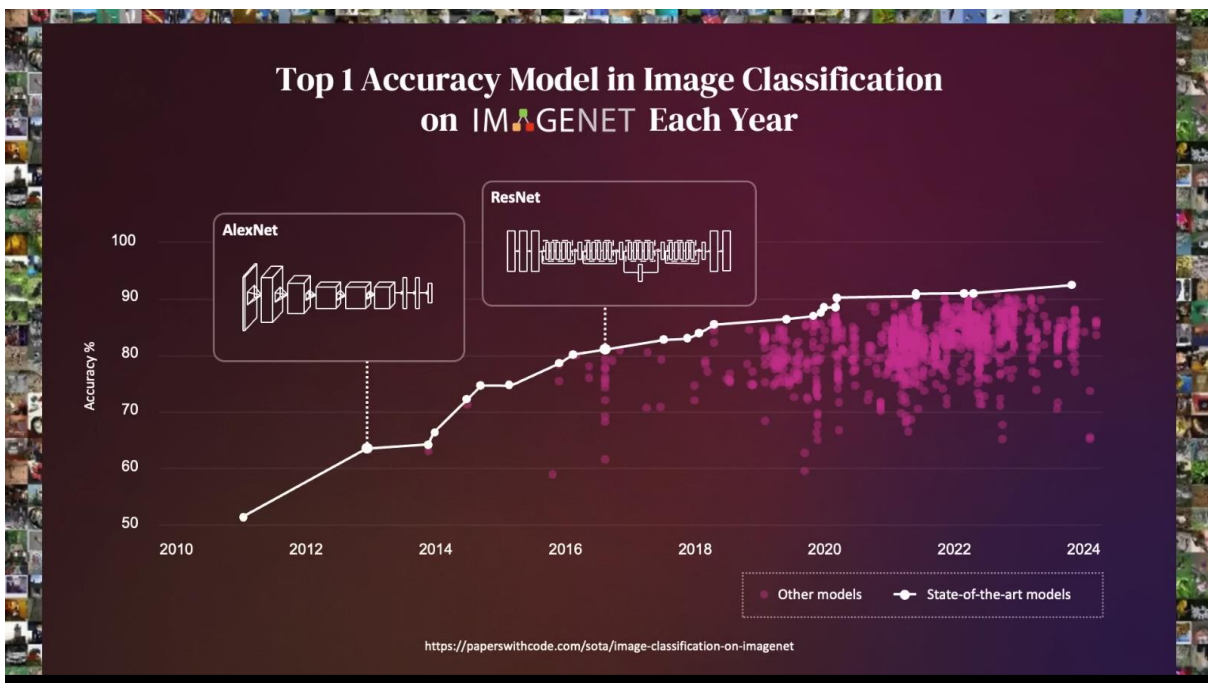 Top 1 Accuracy Model in Image Classification
on IMAGENET Each Year
AlexNet
ResNet
Accuracy %
100
90
80
70
60
50
2010 2012 2014 2016 2018 2020 2022 2024
Other models State-of-the-art models
https://paperswithcode.com/sota/image-classification-on-imagenet